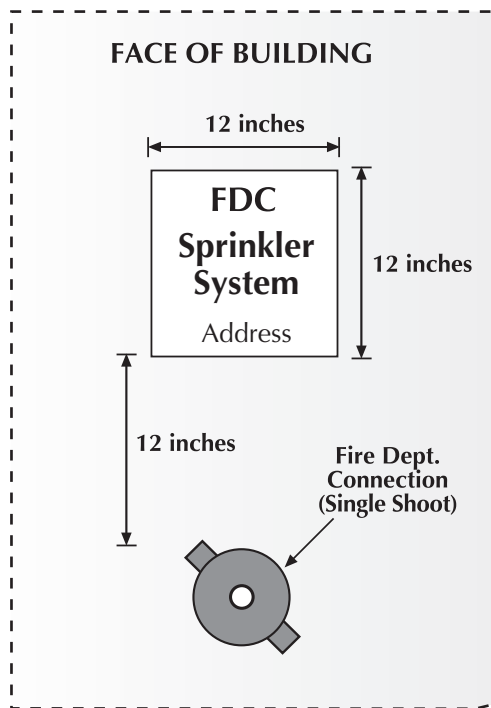 FACE OF BUILDING
12 inches
FDC
Sprinkler
System
Address
12 inches
12 inches
Fire Dept.
Connection
(Single Shoot)